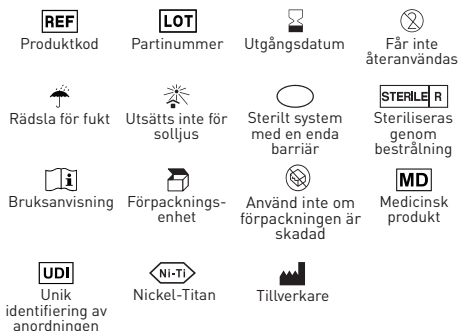 REF
LOT
Produktkod
Partinummer
Utgångsdatum
Får inte
återanvändas
STERILE R
Rädsla för fukt
Utsätts inte för
solljus
Sterilt system
med en enda
barriär
Steriliseras
genom
bestrålning
i
MD
Bruksanvisning
Förpacknings-
enhet
Använd inte om
förpackningen är
skadad
Medicinsk
produkt
UDI
Ni-Ti
Unik
identifiering av
anordningen
Nickel-Titan
Tillverkare
2